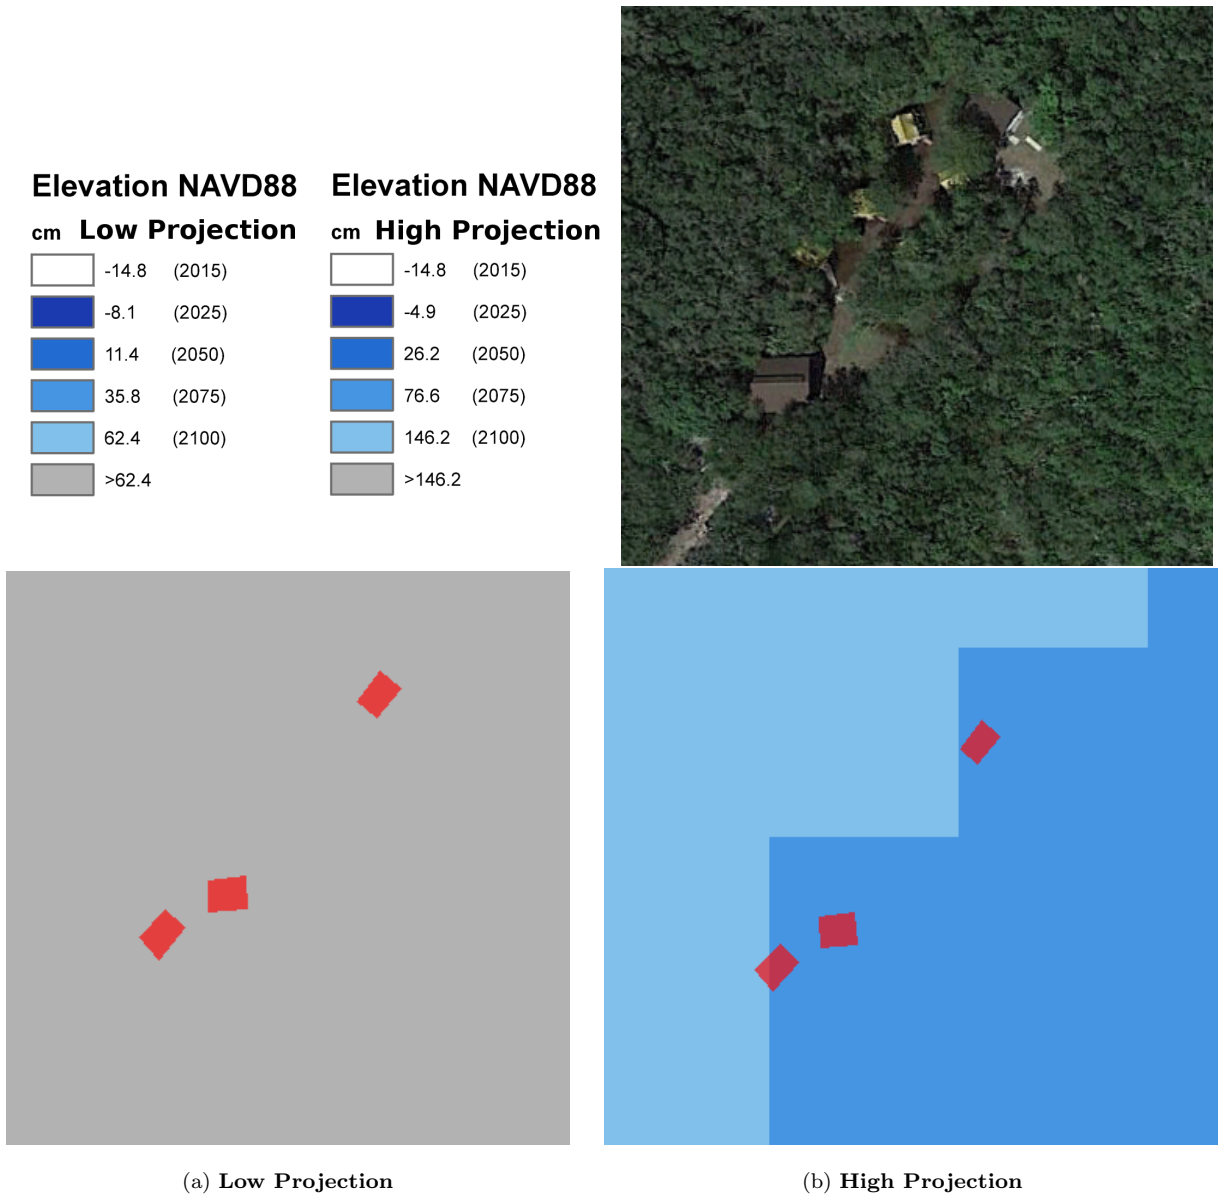 Elevation NAVD88
cm Low Projection
-14.8 (2015)
-8.1 (2025)
11.4 (2050)
35.8 (2075)
62.4 (2100)
>62.4
Elevation NAVD88
cm High Projection
-14.8 (2015)
-4.9 (2025)
26.2 (2050)
76.6 (2075)
146.2 (2100)
>146.2
(a) Low Projection
(b) High Projection